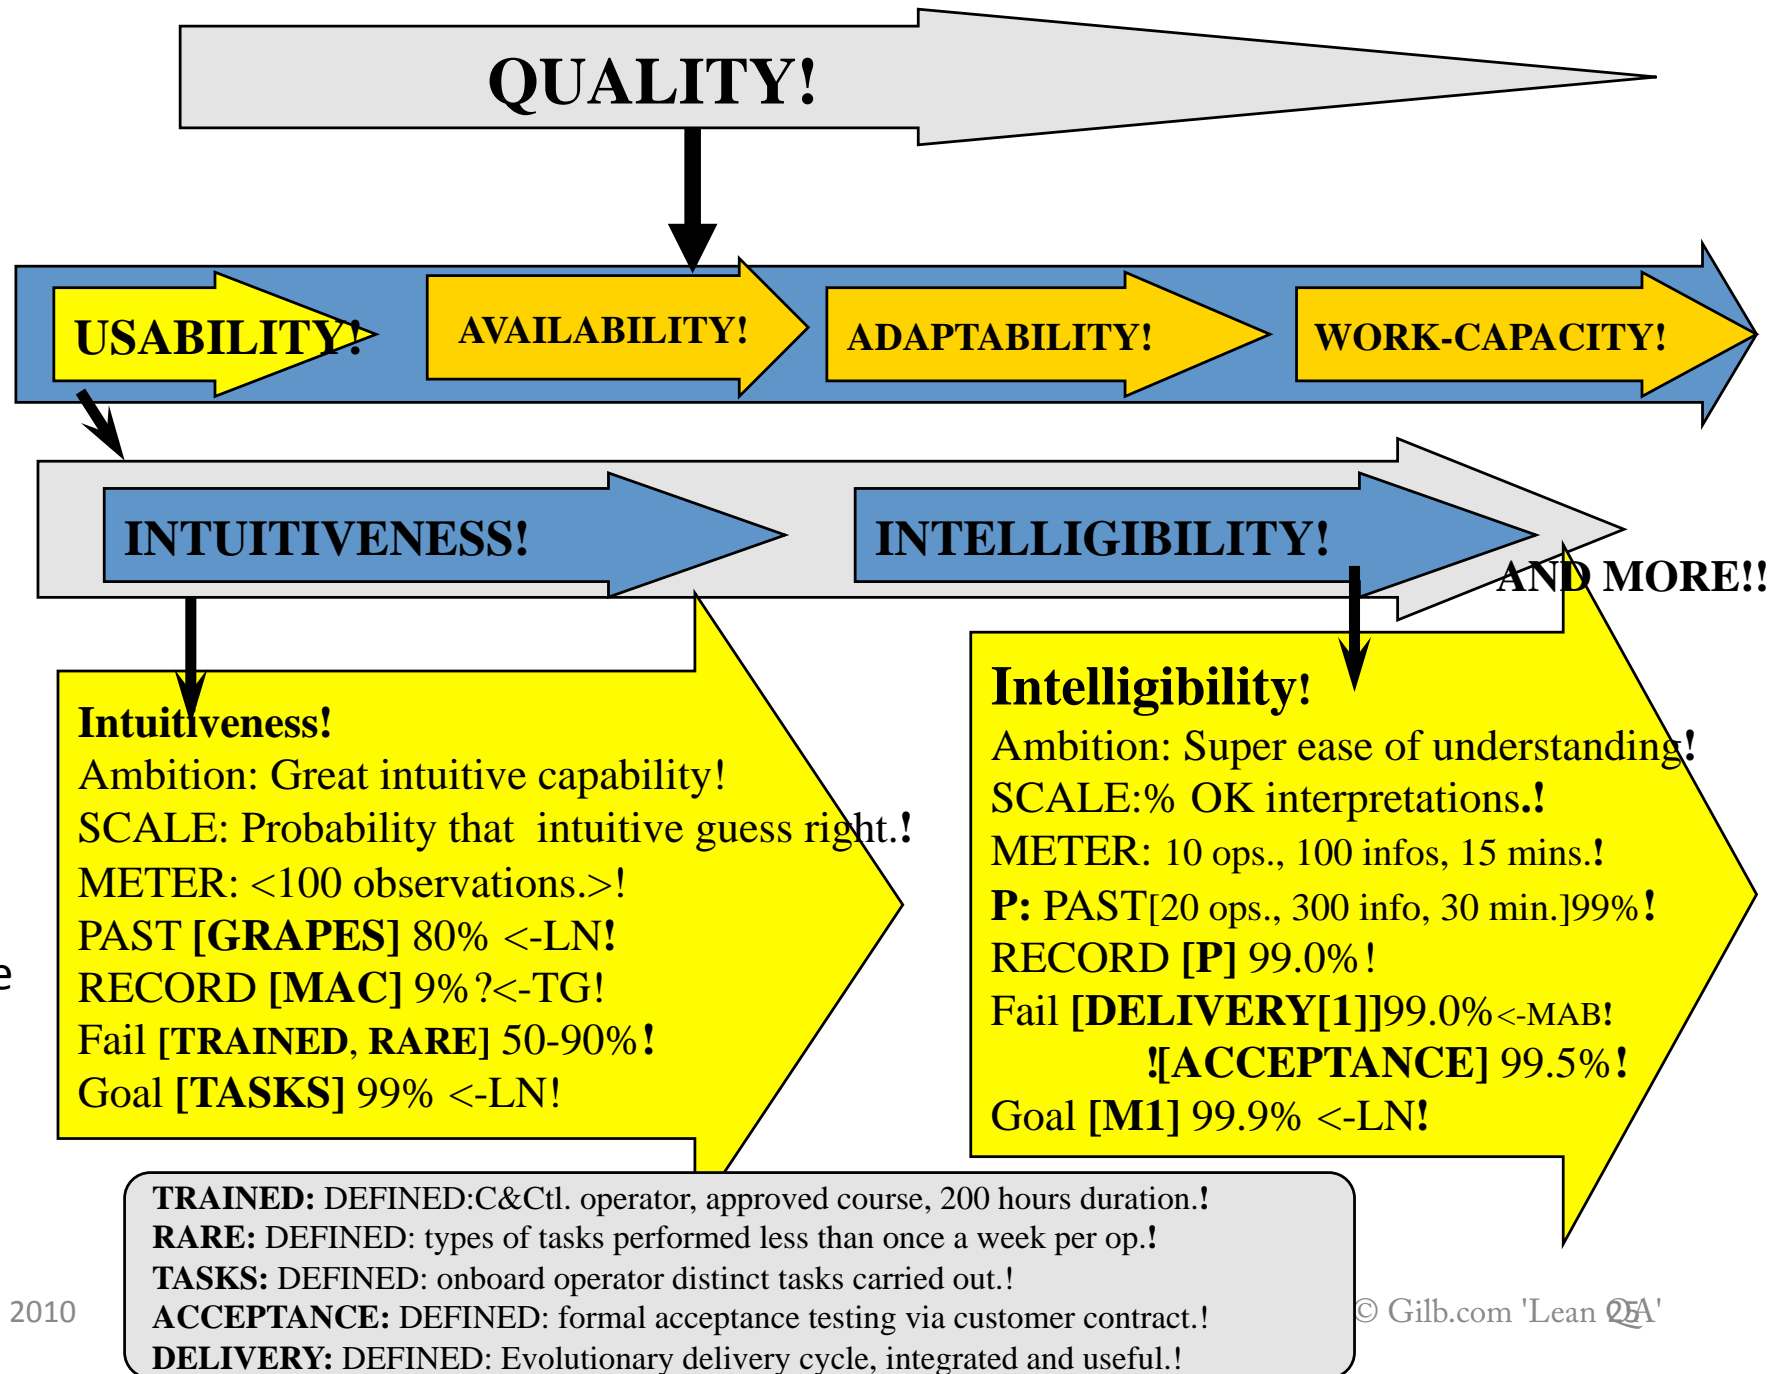 QUALITY!
USABILITY!
AVAILABILITY!
ADAPTABILITY!
WORK-CAPACITY!
INTUITIVENESS!
INTELLIGIBILITY!
AND MORE!!
Intuitiveness!
Ambition: Great intuitive capability!
SCALE: Probability that intuitive guess right.!
METER: <100 observations.>!
PAST [GRAPES] 80% <-LN!
RECORD [MAC] 9%?<-TG!
Fail [TRAINED, RARE] 50-90%!
Goal [TASKS] 99% <-LN!
Intelligibility!
Ambition: Super ease of understanding!
SCALE:% OK interpretations.!
METER: 10 ops., 100 infos, 15 mins.!
P: PAST[20 ops., 300 info, 30 min.]99%!
RECORD [P] 99.0%!
Fail [DELIVERY[1]]99.0%<-MAB!
![ACCEPTANCE] 99.5%!
Goal [M1] 99.9% <-LN!
e
TRAINED: DEFINED:C&Ctl. operator, approved course, 200 hours duration.!
RARE: DEFINED: types of tasks performed less than once a week per op.!
TASKS: DEFINED: onboard operator distinct tasks carried out.!
ACCEPTANCE: DEFINED: formal acceptance testing via customer contract.!
DELIVERY: DEFINED: Evolutionary delivery cycle, integrated and useful.!
2010
© Gilb.com 'Lean QA'
25